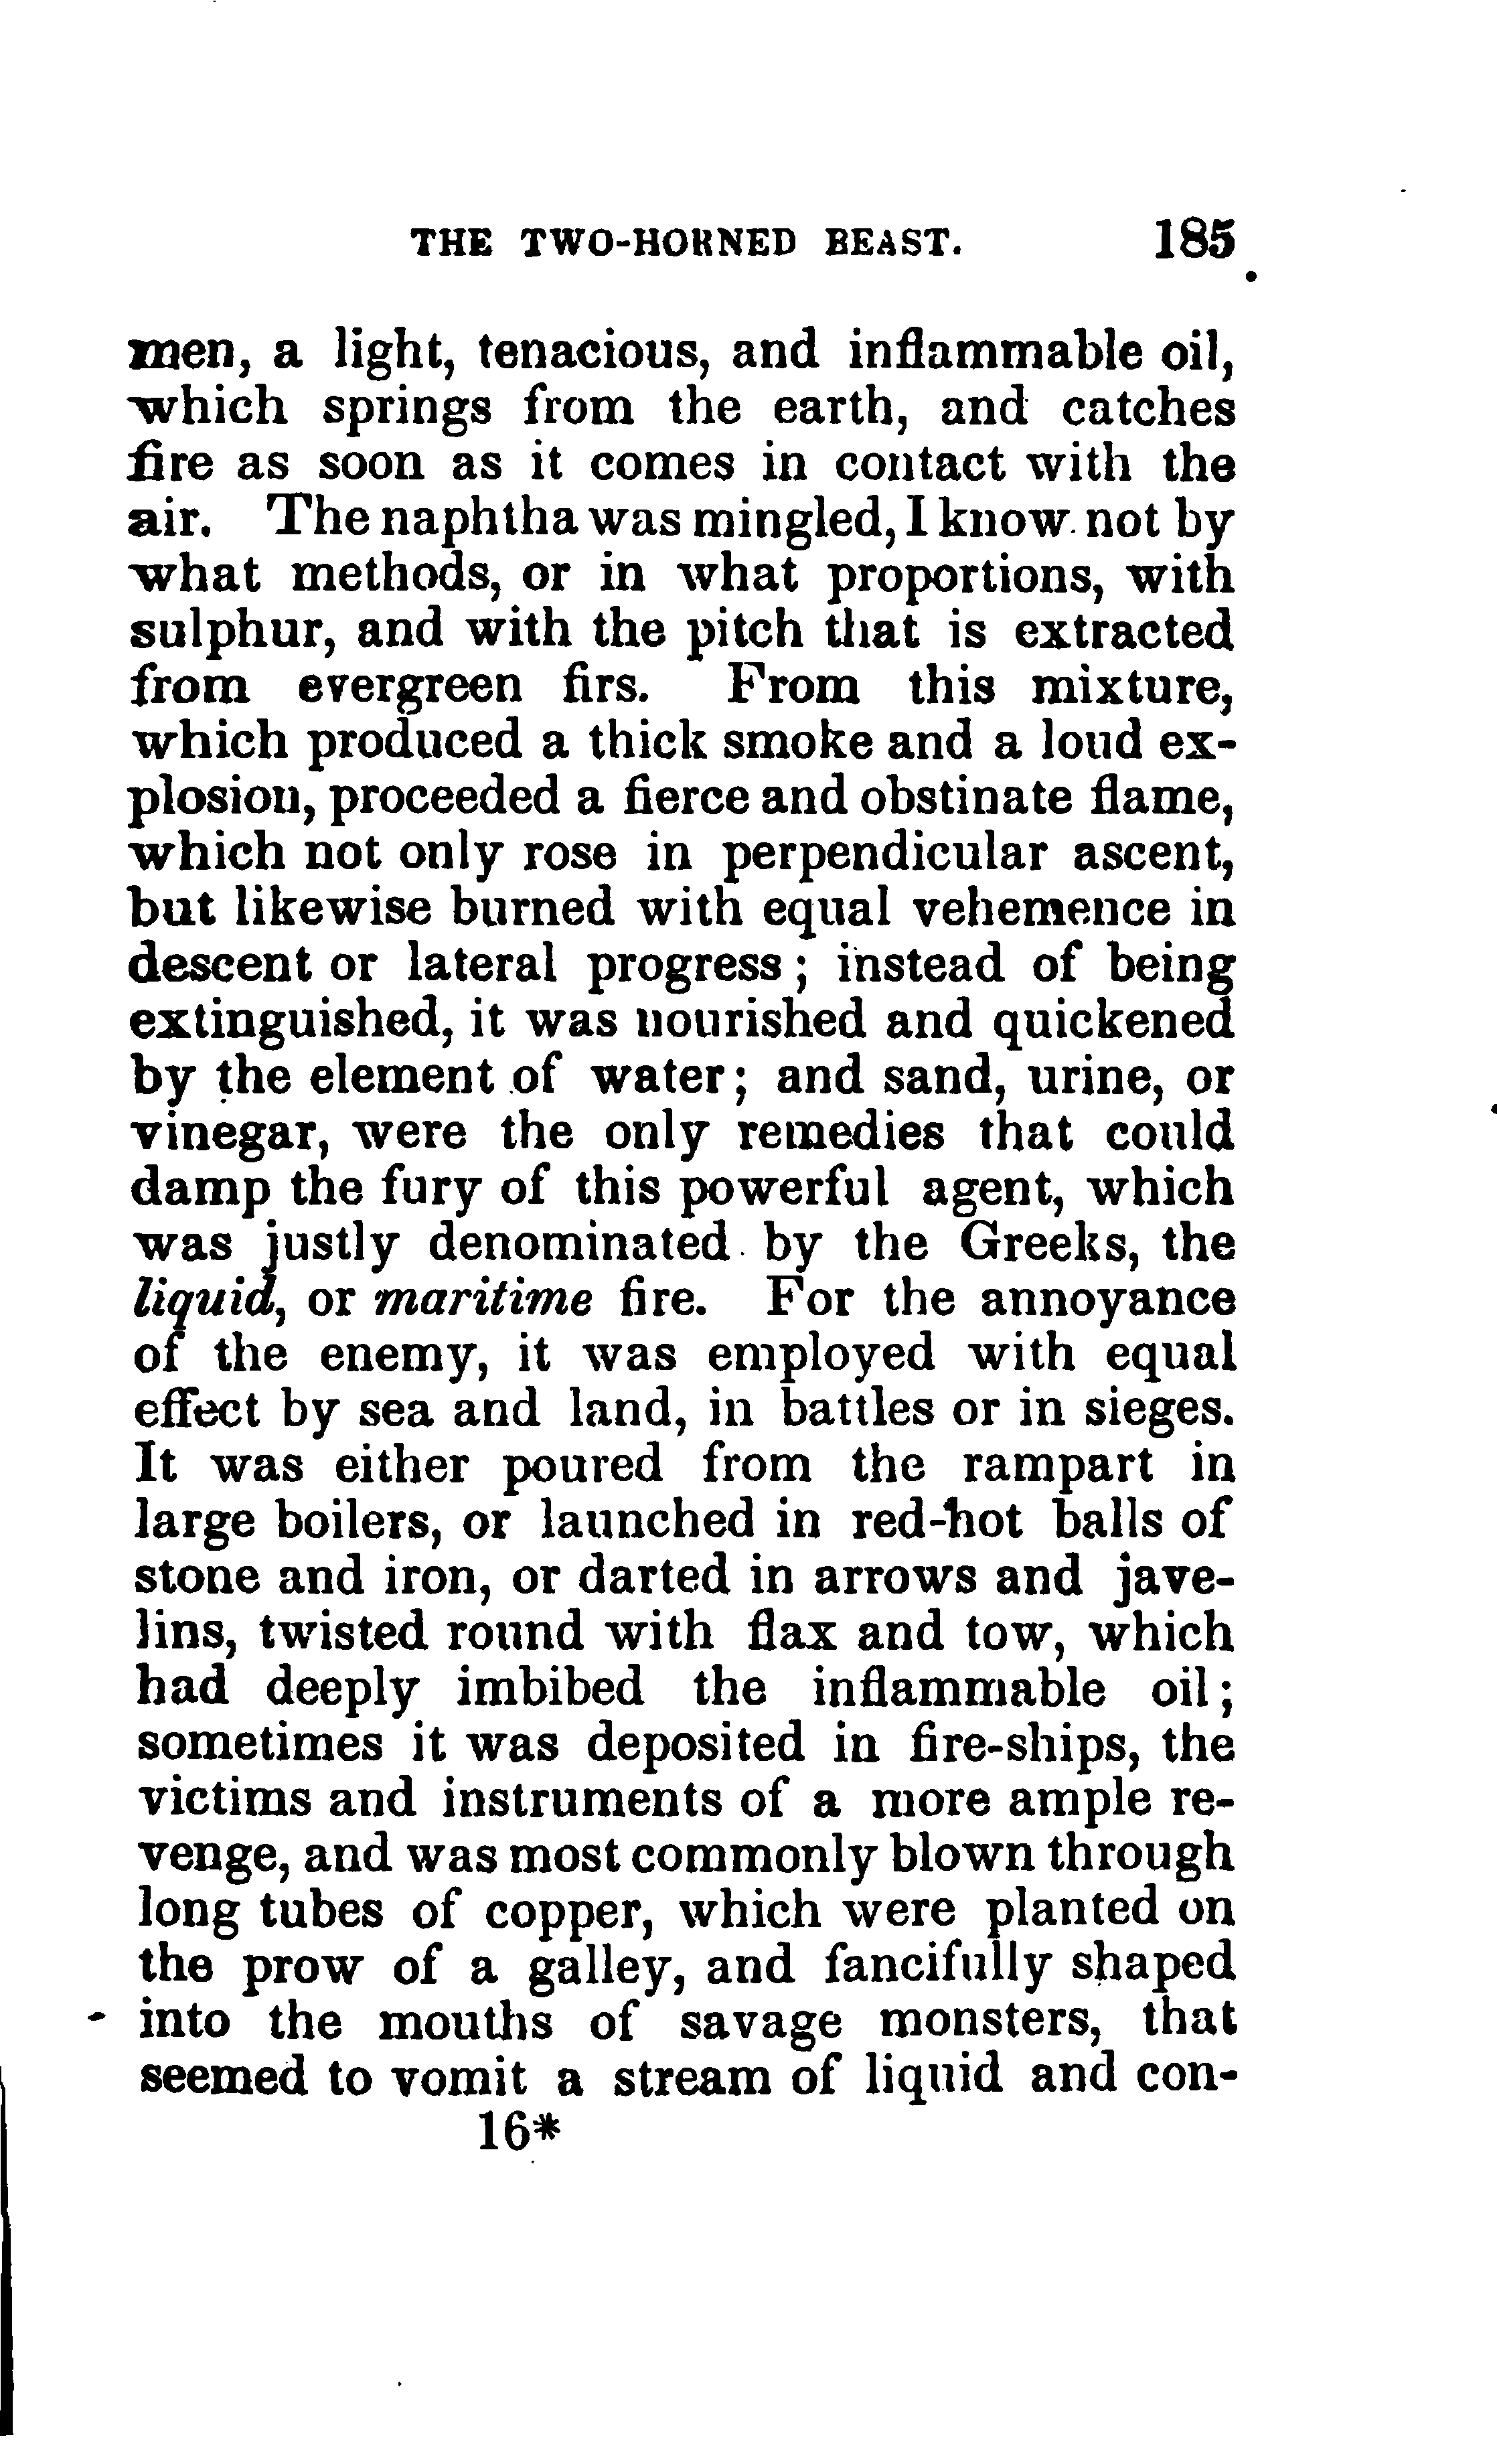 THE TWO-HORNED BEAST. 185
men, a light, tenacious, and inflammable oil,
which springs from the earth, and catches
fire as soon as it comes in contact with the
air. The naphtha was mingled, I know not by
what methods, or in what proportions, with
sulphur, and with the pitch that is extracted
from evergreen firs. From this mixture,
which produced a thick smoke and a loud ex-
plosion, proceeded a fierce and obstinate flame,
which not only rose in perpendicular ascent,
but likewise burned with equal vehemence in
descent or lateral progress; instead of being
extinguished, it was nourished and quickened
by the element of water; and sand, urine, or
vinegar, were the only remedies that could
damp the fury of this powerful agent, which
was justly denominated by the Greeks, the
liquid, or maritime fire. For the annoyance
of the enemy, it was employed with equal
effect by sea and land, in battles or in sieges.
It was either poured from the rampart in
large boilers, or launched in red-hot balls of
stone and iron, or darted in arrows and jave-
lins, twisted round with flax and tow, which
had deeply imbibed the inflammable oil;
sometimes it was deposited in fire-ships, the
victims and instruments of a more ample re-
venge, and was most commonly blown through
long tubes of copper, which were planted on
the prow of a galley, and fancifully shaped
into the mouths of savage monsters, that
seemed to vomit a stream of liquid and con-
16*